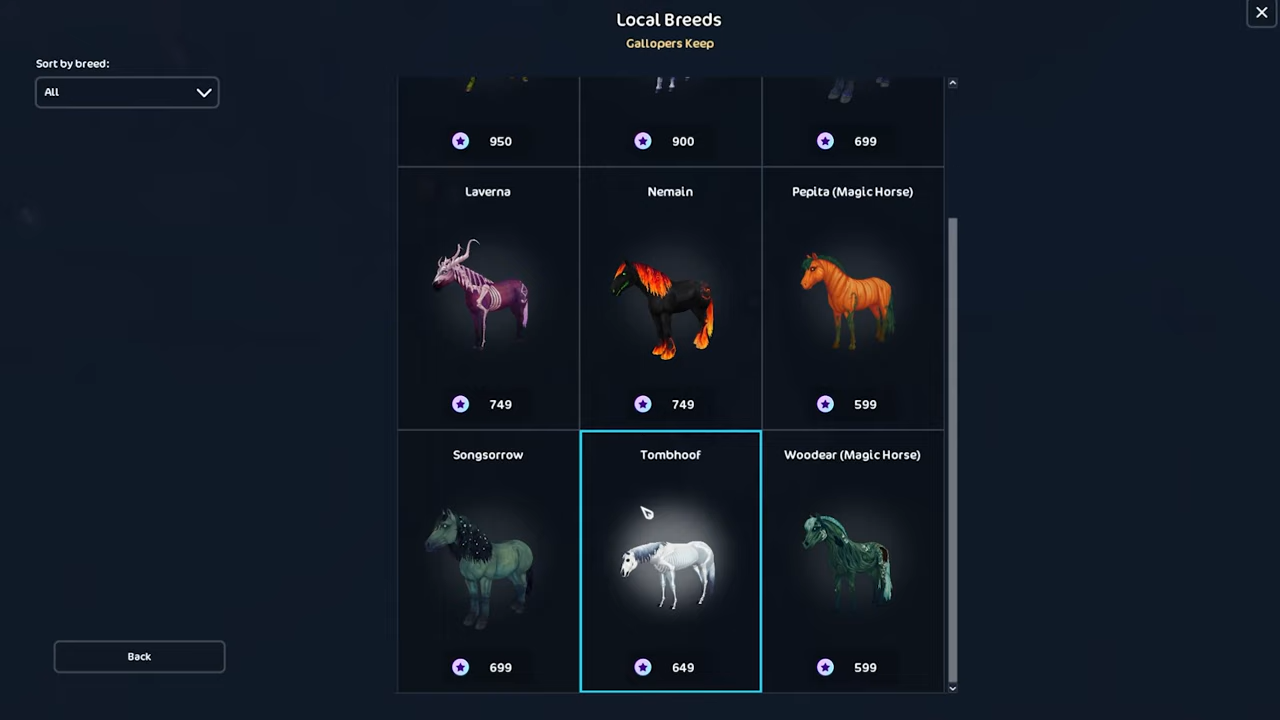 Local Breeds
Gallopers Keep
Sort by breed:
All
950
900
699
Laverna
Nemain
Pepita (Magic Horse)
749
749
599
Songsorrow
Tombhoof
Woodear (Magic Horse)
699
649
599
Back